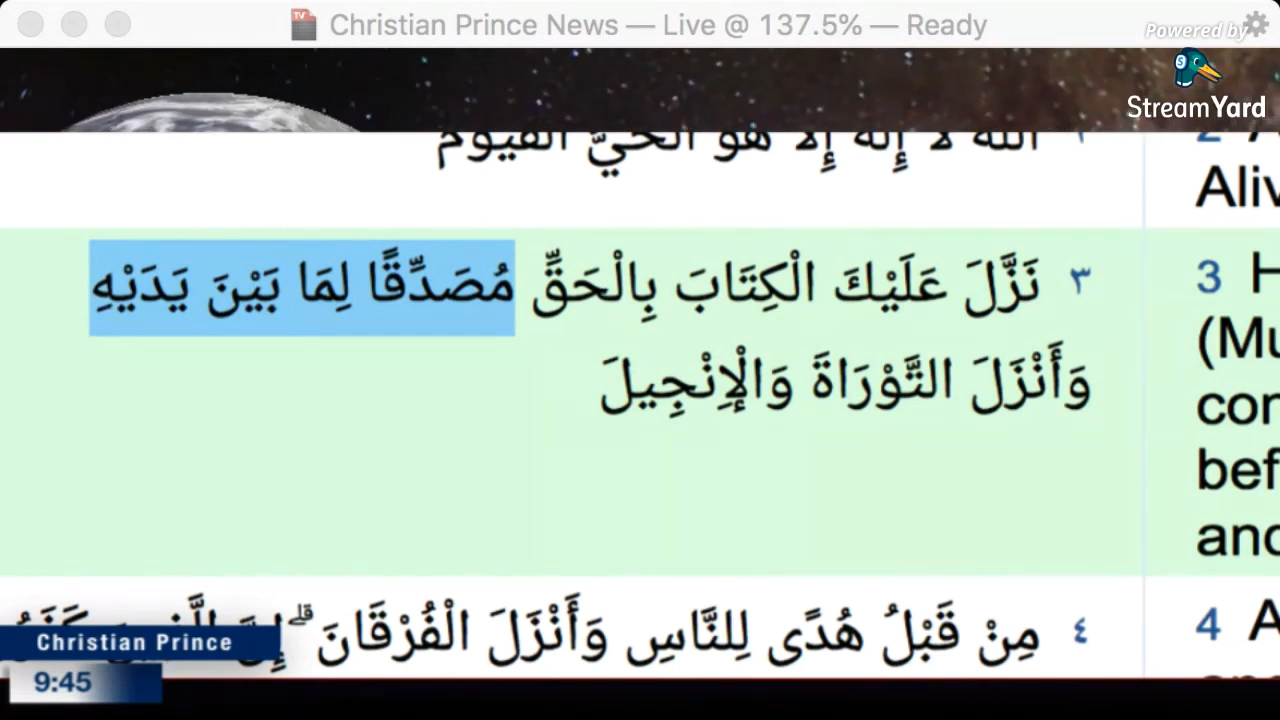 Christian Prince News — Live @ 137.5% — Ready
Powered by
StreamYard
الله لا إله إلا هو الحي القيوم
Aliv
٣ نَزَّلَ عَلَيْكَ الْكِتَابَ بِالْحَقِّ مُصَدِّقًا لِمَا بَيْنَ يَدَيْهِ
وَأَنْزَلَ التَّوْرَاةَ وَالْإِنْجِيلَ
3 H
(Mu
con
bef
and
٤ مِنْ قَبْلُ هُدًى لِلنَّاسِ وَأَنْزَلَ الْفُرْقَانَ ۗ إِنَّ
4 A
Christian Prince
9:45